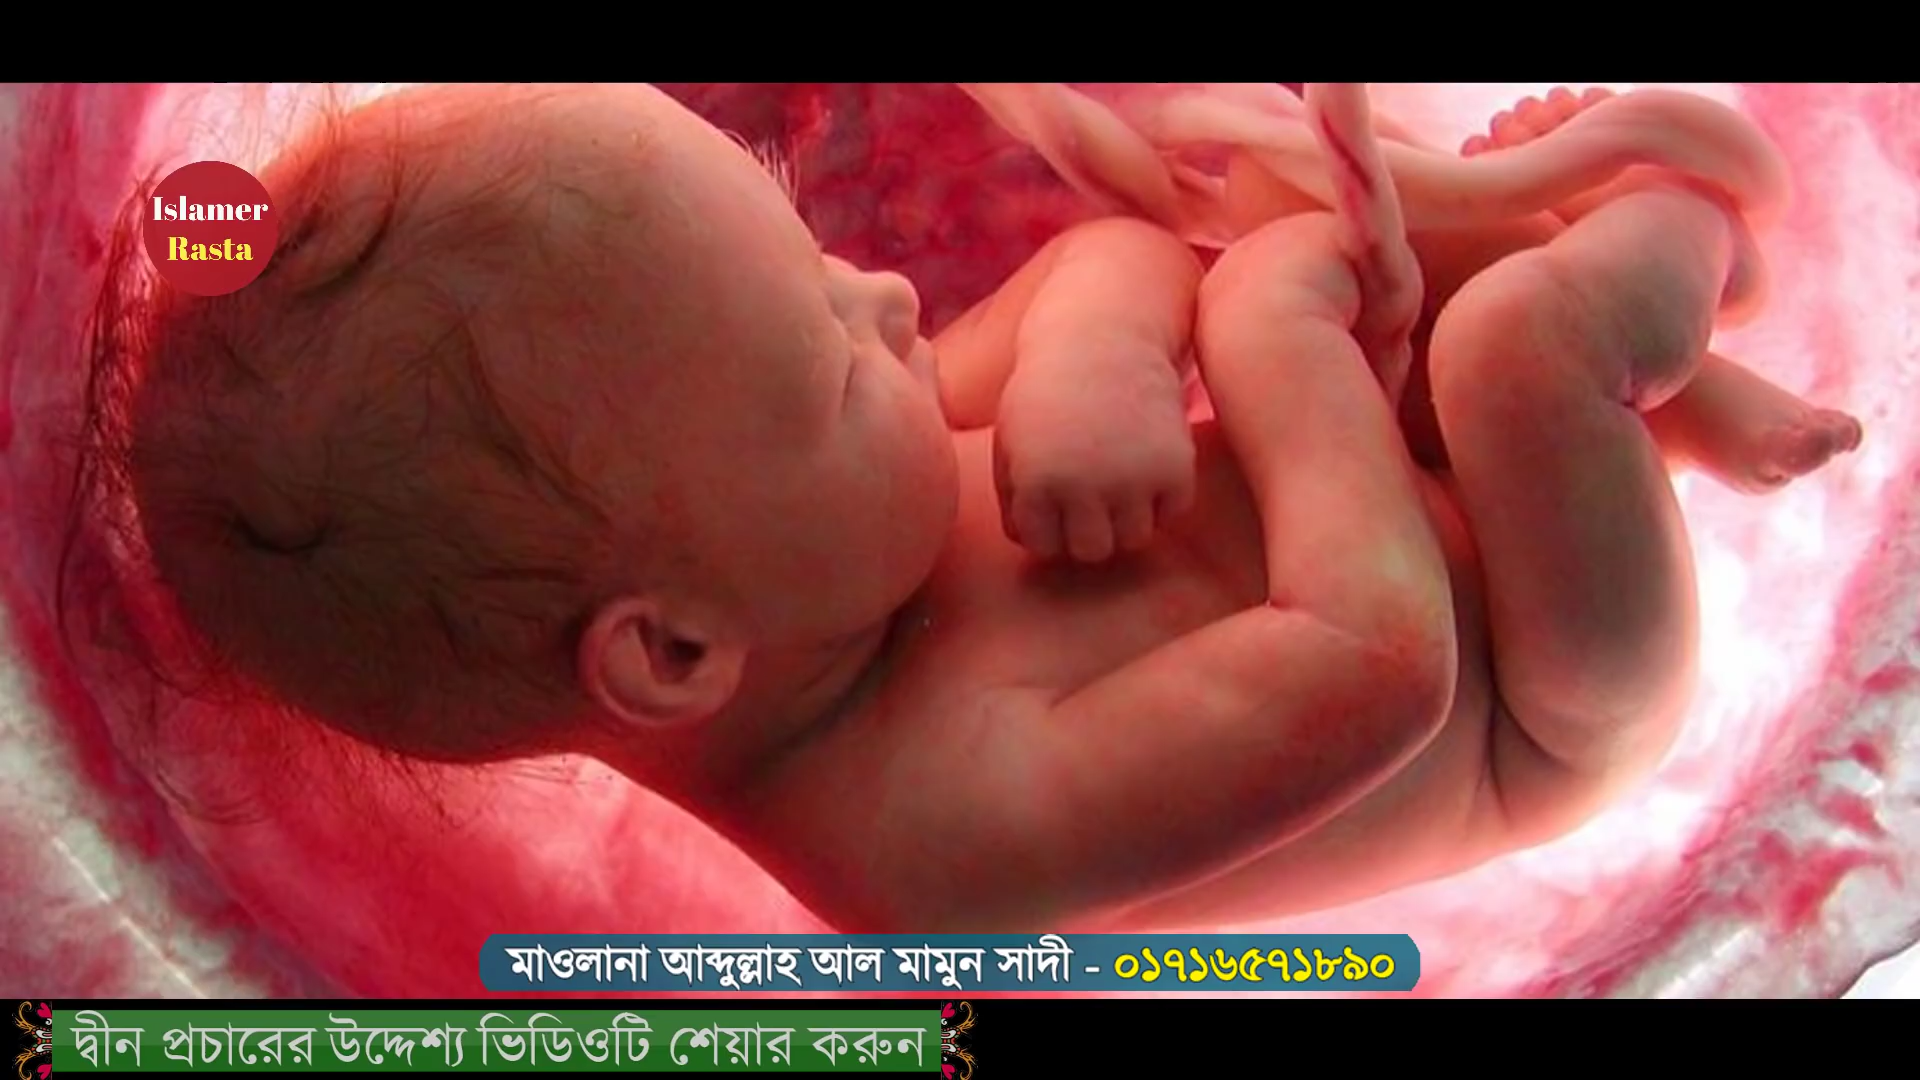 Islamer
Rasta
মাওলানা আব্দুল্লাহ আল মামুন সাদী - ০১৭১৬৫৭১৮৯০
দ্বীন প্রচারের উদ্দেশ্য ভিডিওটি শেয়ার করুন